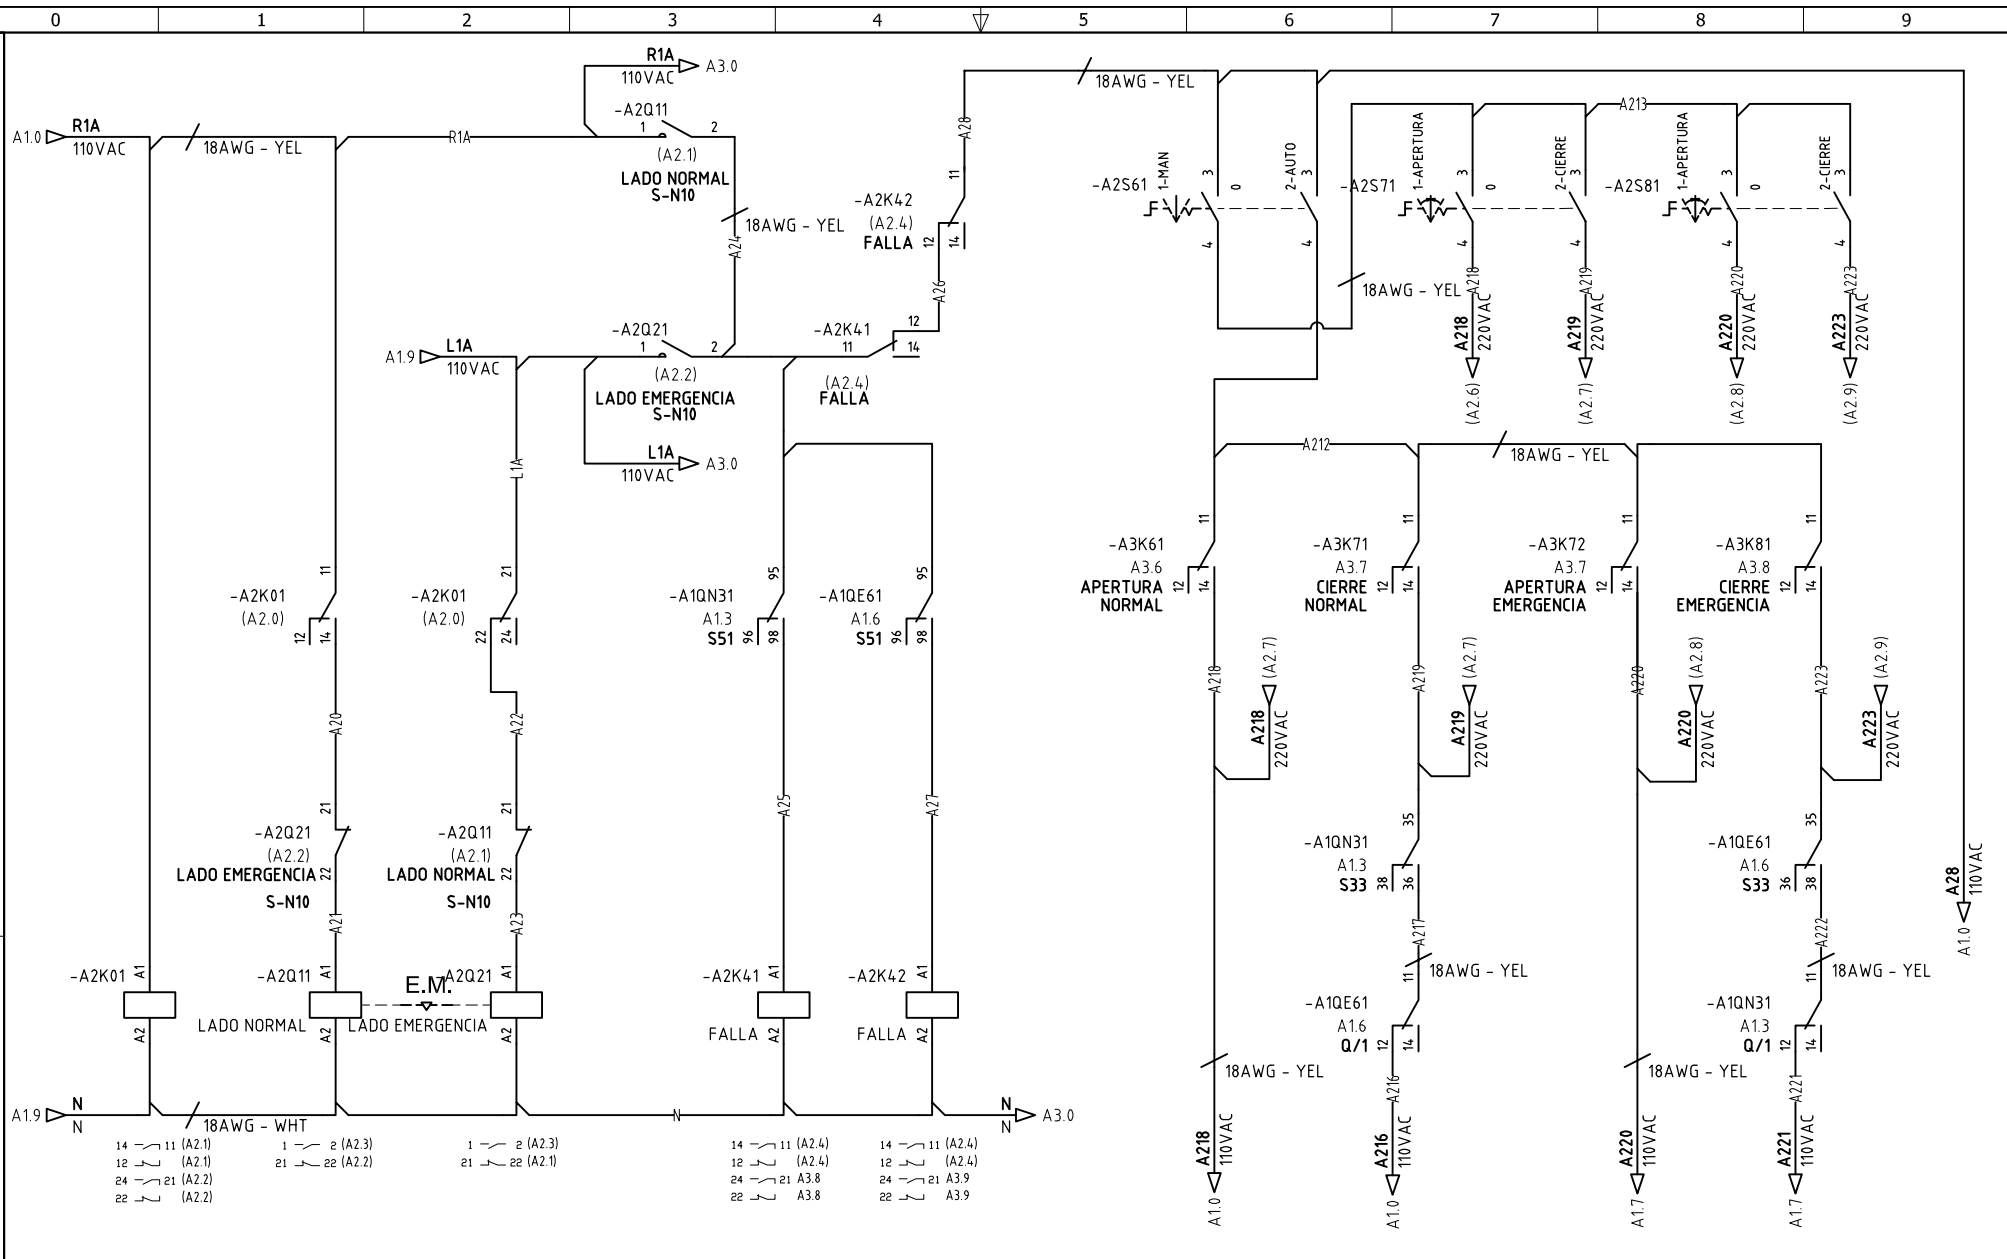 0 1 2 3 4 5 6 7 8 9
R1A
110VAC
A3.0
A1.0
R1A
110VAC
18AWG - YEL
R1A
-A2Q11
1 2
(A2.1)
LADO NORMAL
S-N10
18AWG - YEL
A24
A1.9
L1A
110VAC
-A2Q21
1 2
(A2.2)
LADO EMERGENCIA
S-N10
L1A
110VAC
A3.0
L1A
-A2K41
11 12 14
(A2.4)
FALLA
A26
-A2K42
(A2.4)
FALLA
11 12 14
A28
18AWG - YEL
-A2S61
1-MAN
3 4
0
2-AUTO
3 4
18AWG - YEL
A213
-A2S71
1-APERTURA
3 4
0
2-CIERRE
3 4
-A2S81
1-APERTURA
3 4
0
2-CIERRE
3 4
A218
A219
A220
A223
A218
220VAC
(A2.6)
A219
220VAC
(A2.7)
A220
220VAC
(A2.8)
A223
220VAC
(A2.9)
A212
18AWG - YEL
-A2K01
(A2.0)
11 12 14
-A2K01
(A2.0)
21 22 24
-A1QN31
A1.3
S51
95 96 98
-A1QE61
A1.6
S51
95 96 98
-A3K61
A3.6
APERTURA
NORMAL
11 12 14
-A3K71
A3.7
CIERRE
NORMAL
11 12 14
-A3K72
A3.7
APERTURA
EMERGENCIA
11 12 14
-A3K81
A3.8
CIERRE
EMERGENCIA
11 12 14
A20
A22
A25
A27
A218
A218
220VAC
(A2.7)
A219
A219
220VAC
(A2.7)
A220
A220
220VAC
(A2.8)
A223
A223
220VAC
(A2.9)
-A2Q21
(A2.2)
LADO EMERGENCIA
S-N10
21 22
-A2Q11
(A2.1)
LADO NORMAL
S-N10
21 22
-A1QN31
A1.3
S33
35 38 36
-A1QE61
A1.6
S33
35 36 38
A28
110VAC
A1.0
A21
A23
A217
A222
18AWG - YEL
18AWG - YEL
-A2K01
A1 A2
-A2Q11
A1 A2
LADO NORMAL
E.M.
-A2Q21
A1 A2
LADO EMERGENCIA
-A2K41
A1 A2
FALLA
-A2K42
A1 A2
FALLA
-A1QE61
A1.6
Q/1
11 12 14
-A1QN31
A1.3
Q/1
11 12 14
18AWG - YEL
A216
18AWG - YEL
A221
A1.9
N
N
18AWG - WHT
N
N
N
A3.0
14 11 (A2.1)
12 (A2.1)
24 21 (A2.2)
22 (A2.2)
1 2 (A2.3)
21 22 (A2.2)
1 2 (A2.3)
21 22 (A2.1)
14 11 (A2.4)
12 (A2.4)
24 21 A3.8
22 A3.8
14 11 (A2.4)
12 (A2.4)
24 21 A3.9
22 A3.9
A218
110VAC
A1.0
A216
110VAC
A1.0
A220
110VAC
A1.7
A221
110VAC
A1.7